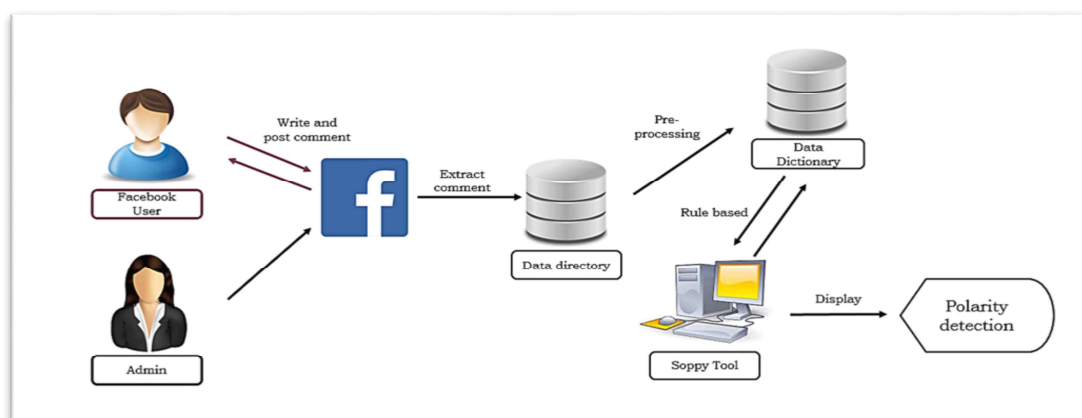 Write and
post comment
Facebook
User
Admin
f
Extract
comment
Data directory
Pre-
processing
Data
Dictionary
Rule based
Soppy Tool
Display
Polarity
detection